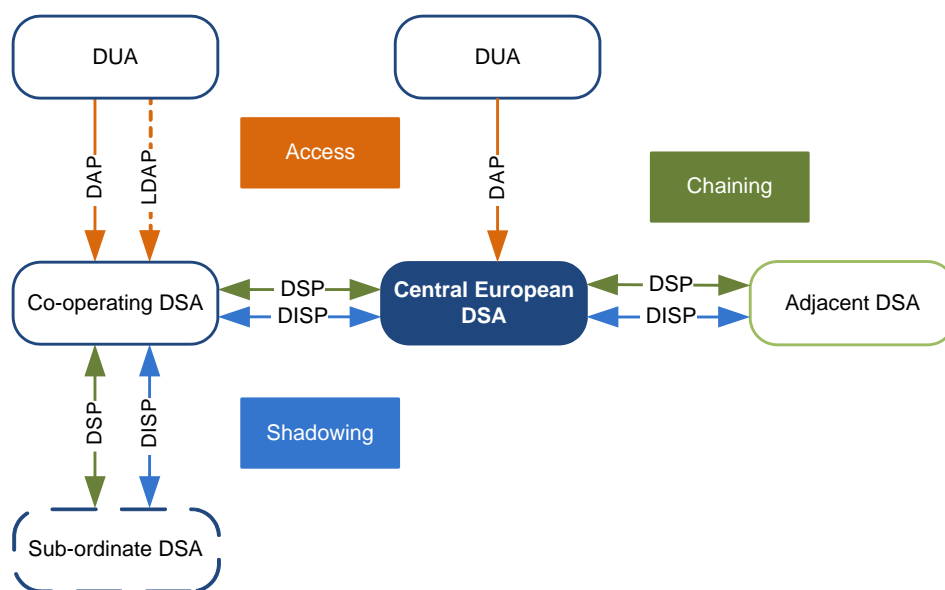 DUA
DUA
Access
DAP
LDAP
DAP
Chaining
Co-operating DSA
DSP
DISP
Central European
DSA
DSP
DISP
Adjacent DSA
DSP
DISP
Shadowing
Sub-ordinate DSA